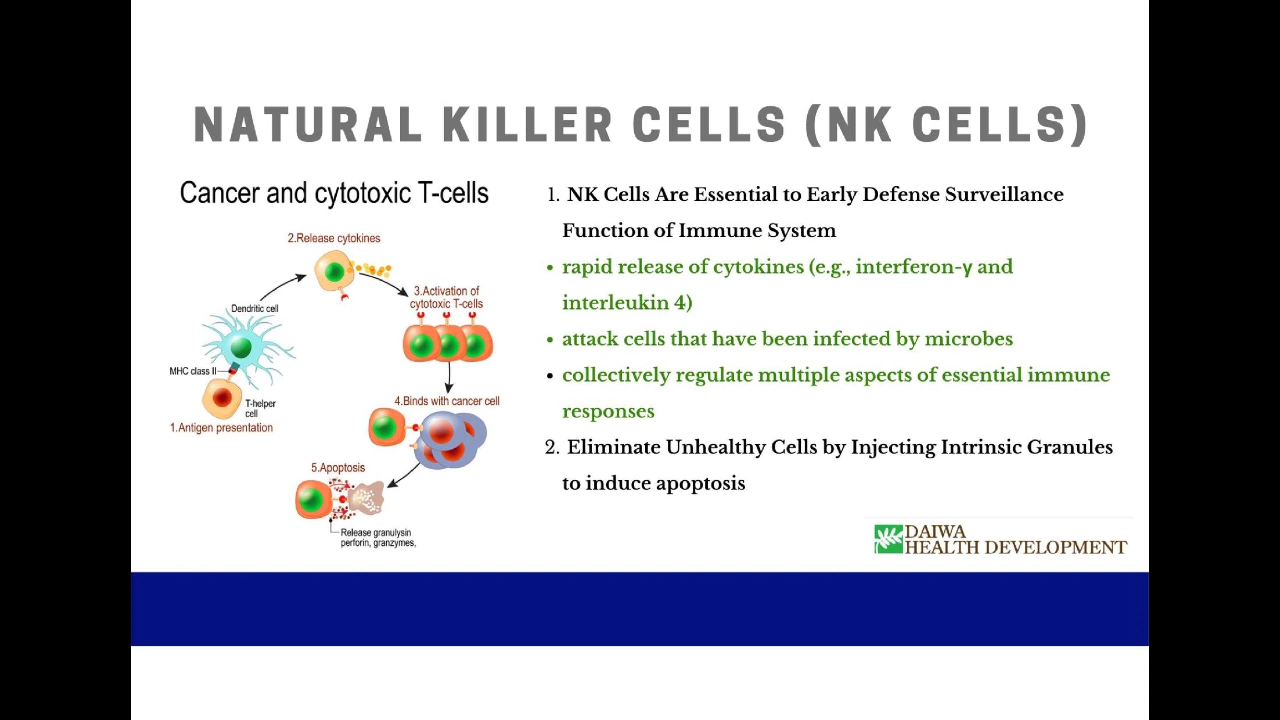 NATURAL KILLER CELLS (NK CELLS)
Cancer and cytotoxic T-cells
2.Release cytokines
3.Activation of
cytotoxic T-cells
Dendritic cell
MHC class II
T-helper
cell
1.Antigen presentation
4.Binds with cancer cell
5.Apoptosis
Release granulysin
perforin, granzymes,
1. NK Cells Are Essential to Early Defense Surveillance
Function of Immune System
• rapid release of cytokines (e.g., interferon-γ and
interleukin 4)
• attack cells that have been infected by microbes
• collectively regulate multiple aspects of essential immune
responses
2. Eliminate Unhealthy Cells by Injecting Intrinsic Granules
to induce apoptosis
DAIWA
HEALTH DEVELOPMENT